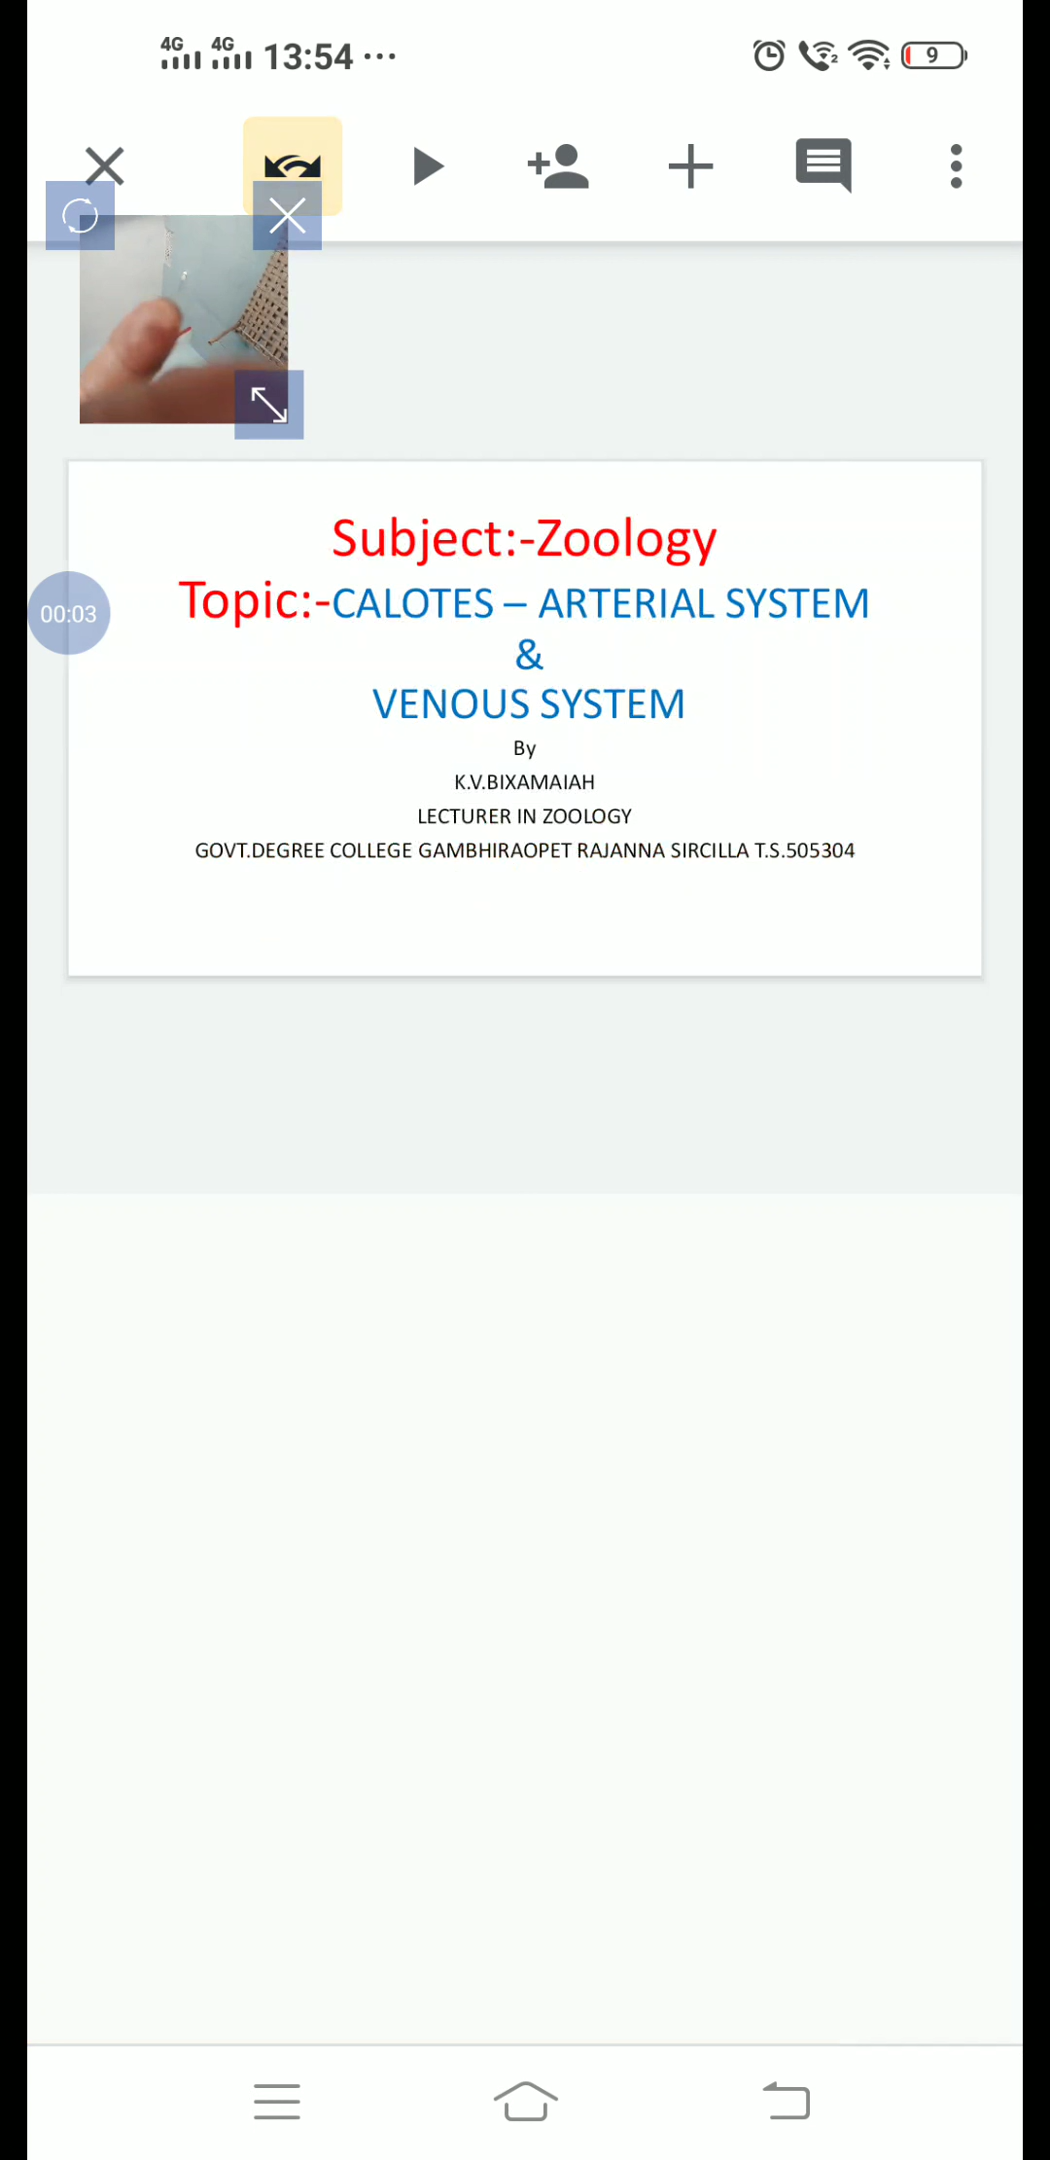 4G 4G 13:54 ... 2 9
Subject:-Zoology
00:03
Topic:-CALOTES – ARTERIAL SYSTEM
&
VENOUS SYSTEM
By
K.V.BIXAMAIAH
LECTURER IN ZOOLOGY
GOVT.DEGREE COLLEGE GAMBHIRAOPET RAJANNA SIRCILLA T.S.505304